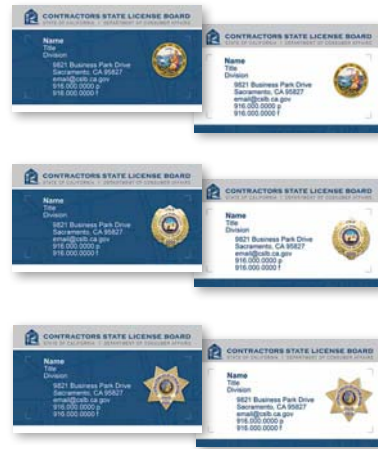 CONTRACTORS STATE LICENSE BOARD
STATE OF CALIFORNIA | DEPARTMENT OF CONSUMER AFFAIRS
Name
Title
Division
9821 Business Park Drive
Sacramento, CA 95827
email@cslb.ca.gov
916.000.0000 p
916.000.0000 f
CONTRACTORS STATE LICENSE BOARD
STATE OF CALIFORNIA | DEPARTMENT OF CONSUMER AFFAIRS
Name
Title
Division
9821 Business Park Drive
Sacramento, CA 95827
email@cslb.ca.gov
916.000.0000 p
916.000.0000 f
CONTRACTORS STATE LICENSE BOARD
STATE OF CALIFORNIA | DEPARTMENT OF CONSUMER AFFAIRS
Name
Title
Division
9821 Business Park Drive
Sacramento, CA 95827
email@cslb.ca.gov
916.000.0000 p
916.000.0000 f
CONTRACTORS STATE LICENSE BOARD
STATE OF CALIFORNIA | DEPARTMENT OF CONSUMER AFFAIRS
Name
Title
Division
9821 Business Park Drive
Sacramento, CA 95827
email@cslb.ca.gov
916.000.0000 p
916.000.0000 f
CONTRACTORS STATE LICENSE BOARD
STATE OF CALIFORNIA | DEPARTMENT OF CONSUMER AFFAIRS
Name
Title
Division
9821 Business Park Drive
Sacramento, CA 95827
email@cslb.ca.gov
916.000.0000 p
916.000.0000 f
CONTRACTORS STATE LICENSE BOARD
STATE OF CALIFORNIA | DEPARTMENT OF CONSUMER AFFAIRS
Name
Title
Division
9821 Business Park Drive
Sacramento, CA 95827
email@cslb.ca.gov
916.000.0000 p
916.000.0000 f